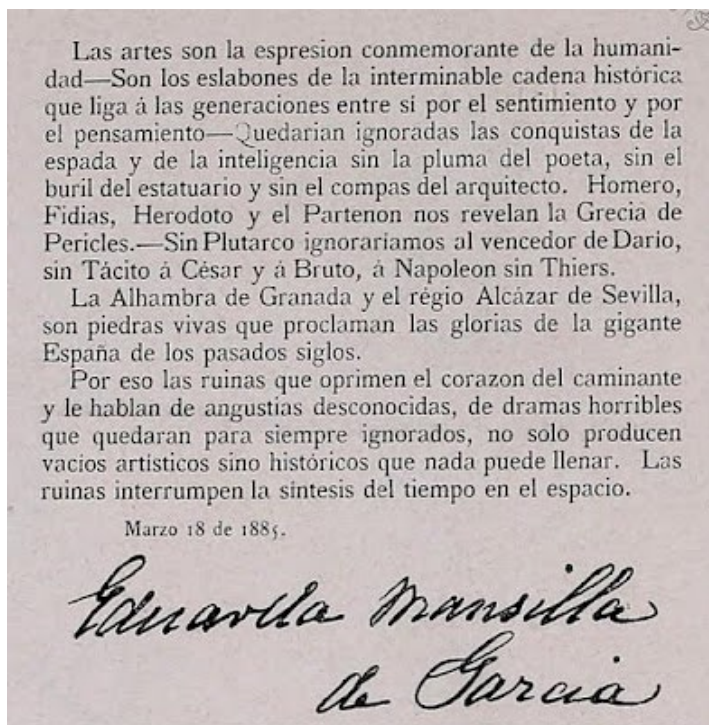 Las artes son la espresion conmemorante de la humani-
dad—Son los eslabones de la interminable cadena histórica
que liga á las generaciones entre si por el sentimiento y por
el pensamiento—Quedarian ignoradas las conquistas de la
espada y de la inteligencia sin la pluma del poeta, sin el
buril del estatuario y sin el compas del arquitecto. Homero,
Fidias, Herodoto y el Partenon nos revelan la Grecia de
Pericles.—Sin Plutarco ignorariamos al vencedor de Dario,
sin Tácito á César y á Bruto, á Napoleon sin Thiers.
La Alhambra de Granada y el régio Alcázar de Sevilla,
son piedras vivas que proclaman las glorias de la gigante
España de los pasados siglos.
Por eso las ruinas que oprimen el corazon del caminante
y le hablan de angustias desconocidas, de dramas horribles
que quedaran para siempre ignorados, no solo producen
vacios artisticos sino históricos que nada puede llenar. Las
ruinas interrumpen la síntesis del tiempo en el espacio.
Marzo 18 de 1885.
Eduarda Mansilla
de Garcia